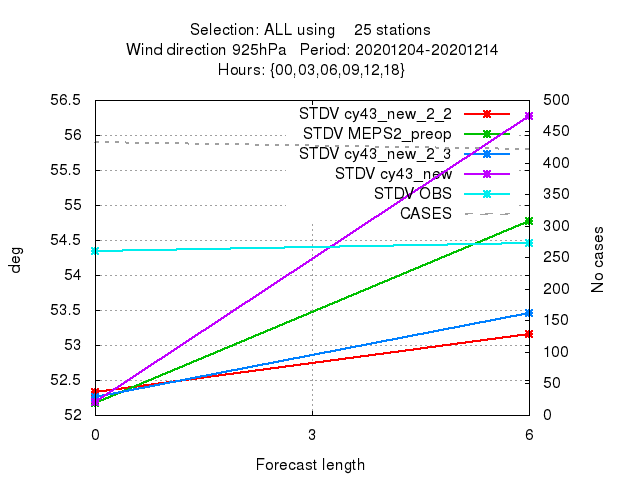 Selection: ALL using    25 stations
Wind direction 925hPa   Period: 20201204-20201214
Hours: {00,03,06,09,12,18}
56.5
56
55.5
55
54.5
54
53.5
53
52.5
52
deg
STDV cy43_new_2_2
STDV MEPS2_preop
STDV cy43_new_2_3
STDV cy43_new
STDV OBS
CASES
500
450
400
350
300
250
200
150
100
50
0
No cases
0 3 6
Forecast length